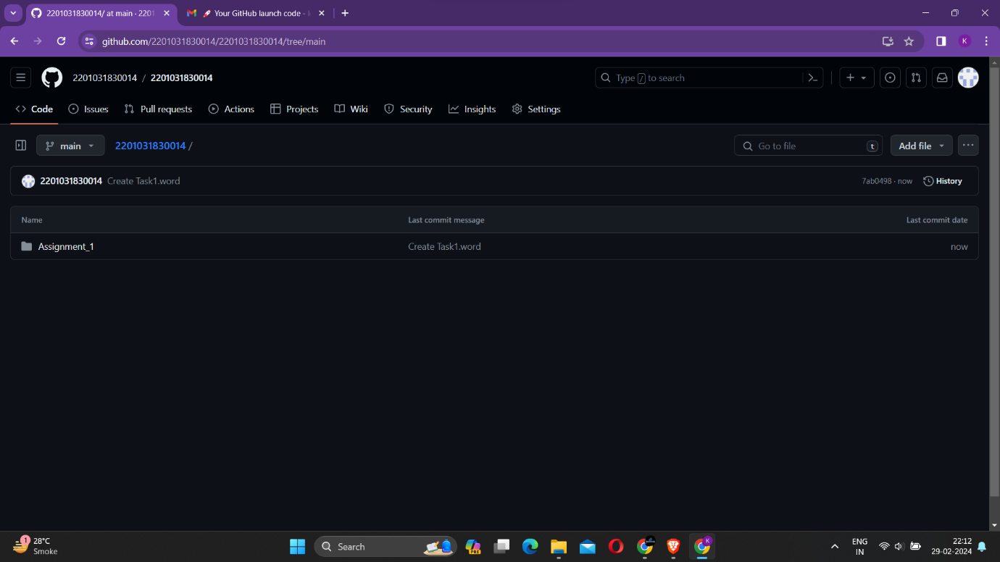 2201031830014/ at main · 2201
Your GitHub launch code -
github.com/2201031830014/2201031830014/tree/main
K
2201031830014 / 2201031830014
Type / to search
Code
Issues
Pull requests
Actions
Projects
Wiki
Security
Insights
Settings
main
2201031830014 /
Go to file
t
Add file
2201031830014 Create Task1.word
7ab0498 · now
History
Name
Last commit message
Last commit date
Assignment_1
Create Task1.word
now
1
28°C
Smoke
Search
PRE
K
ENG
IN
22:12
29-02-2024